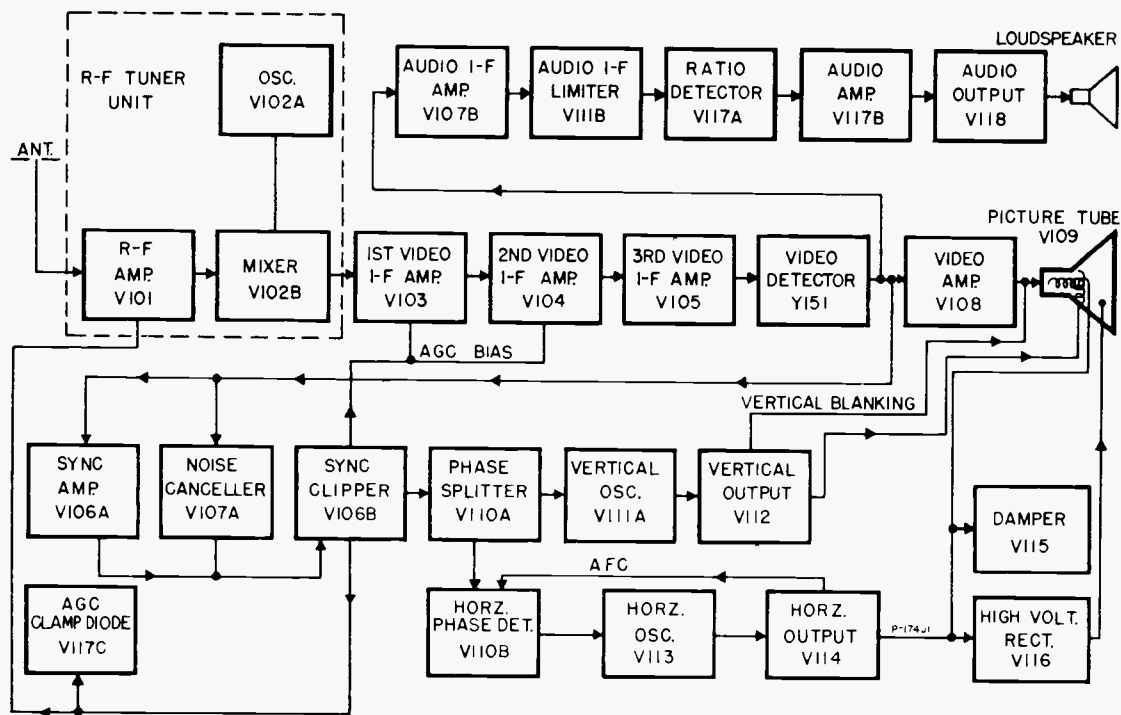 LOUDSPEAKER
R-F TUNER
UNIT
OSC.
V102A
AUDIO I-F
AMP.
V107B
AUDIO I-F
LIMITER
V111B
RATIO
DETECTOR
V117A
AUDIO AMP.
V117B
AUDIO
OUTPUT
V118
ANT.
PICTURE TUBE
V109
R-F
AMP.
V101
MIXER
V102B
1ST VIDEO
I-F AMP.
V103
2ND VIDEO
I-F AMP.
V104
3RD VIDEO
I-F AMP.
V105
VIDEO
DETECTOR
Y151
VIDEO
AMP.
V108
AGC BIAS
VERTICAL BLANKING
SYNC
AMP.
V106A
NOISE
CANCELLER
V107A
SYNC
CLIPPER
V106B
PHASE
SPLITTER
V110A
VERTICAL
OSC.
V111A
VERTICAL
OUTPUT
V112
DAMPER
V115
AFC
AGC
CLAMP DIODE
V117C
HORZ.
PHASE DET.
V110B
HORZ.
OSC.
V113
HORZ.
OUTPUT
V114
P-174J1
HIGH VOLT.
RECT.
V116